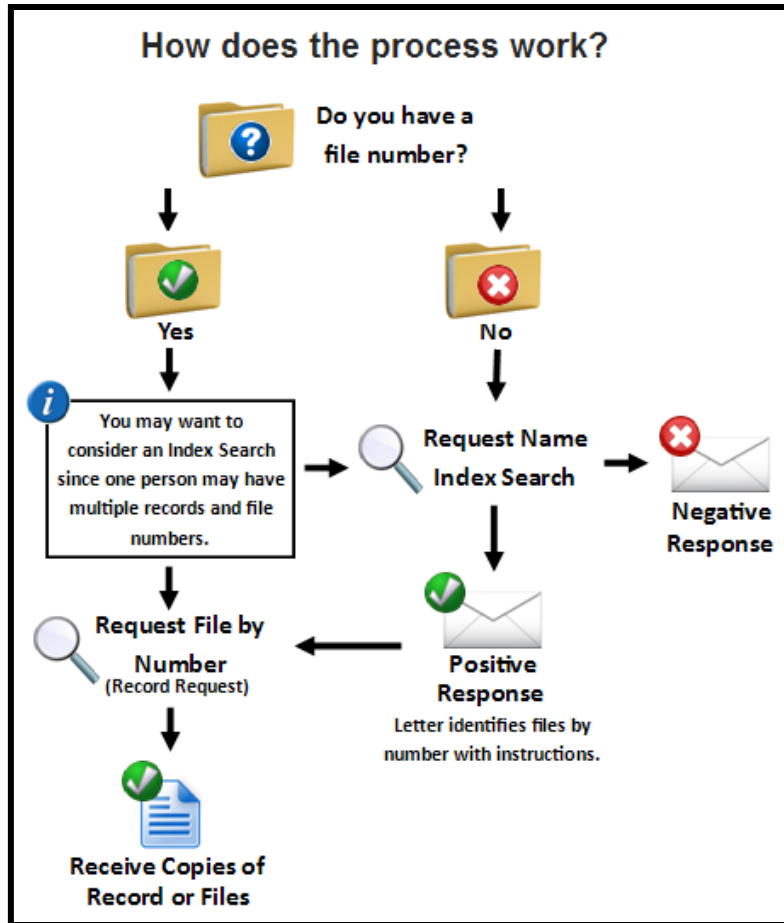 How does the process work?
Do you have a
file number?
Yes
No
You may want to
consider an Index Search
since one person may have
multiple records and file
numbers.
Request Name
Index Search
Negative
Response
Request File by
Number
(Record Request)
Positive
Response
Letter identifies files by
number with instructions.
Receive Copies of
Record or Files